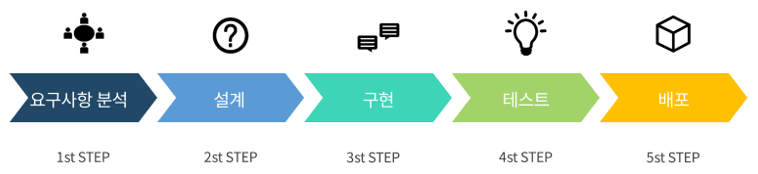 요구사항 분석
설계
구현
테스트
배포
1st STEP
2st STEP
3st STEP
4st STEP
5st STEP